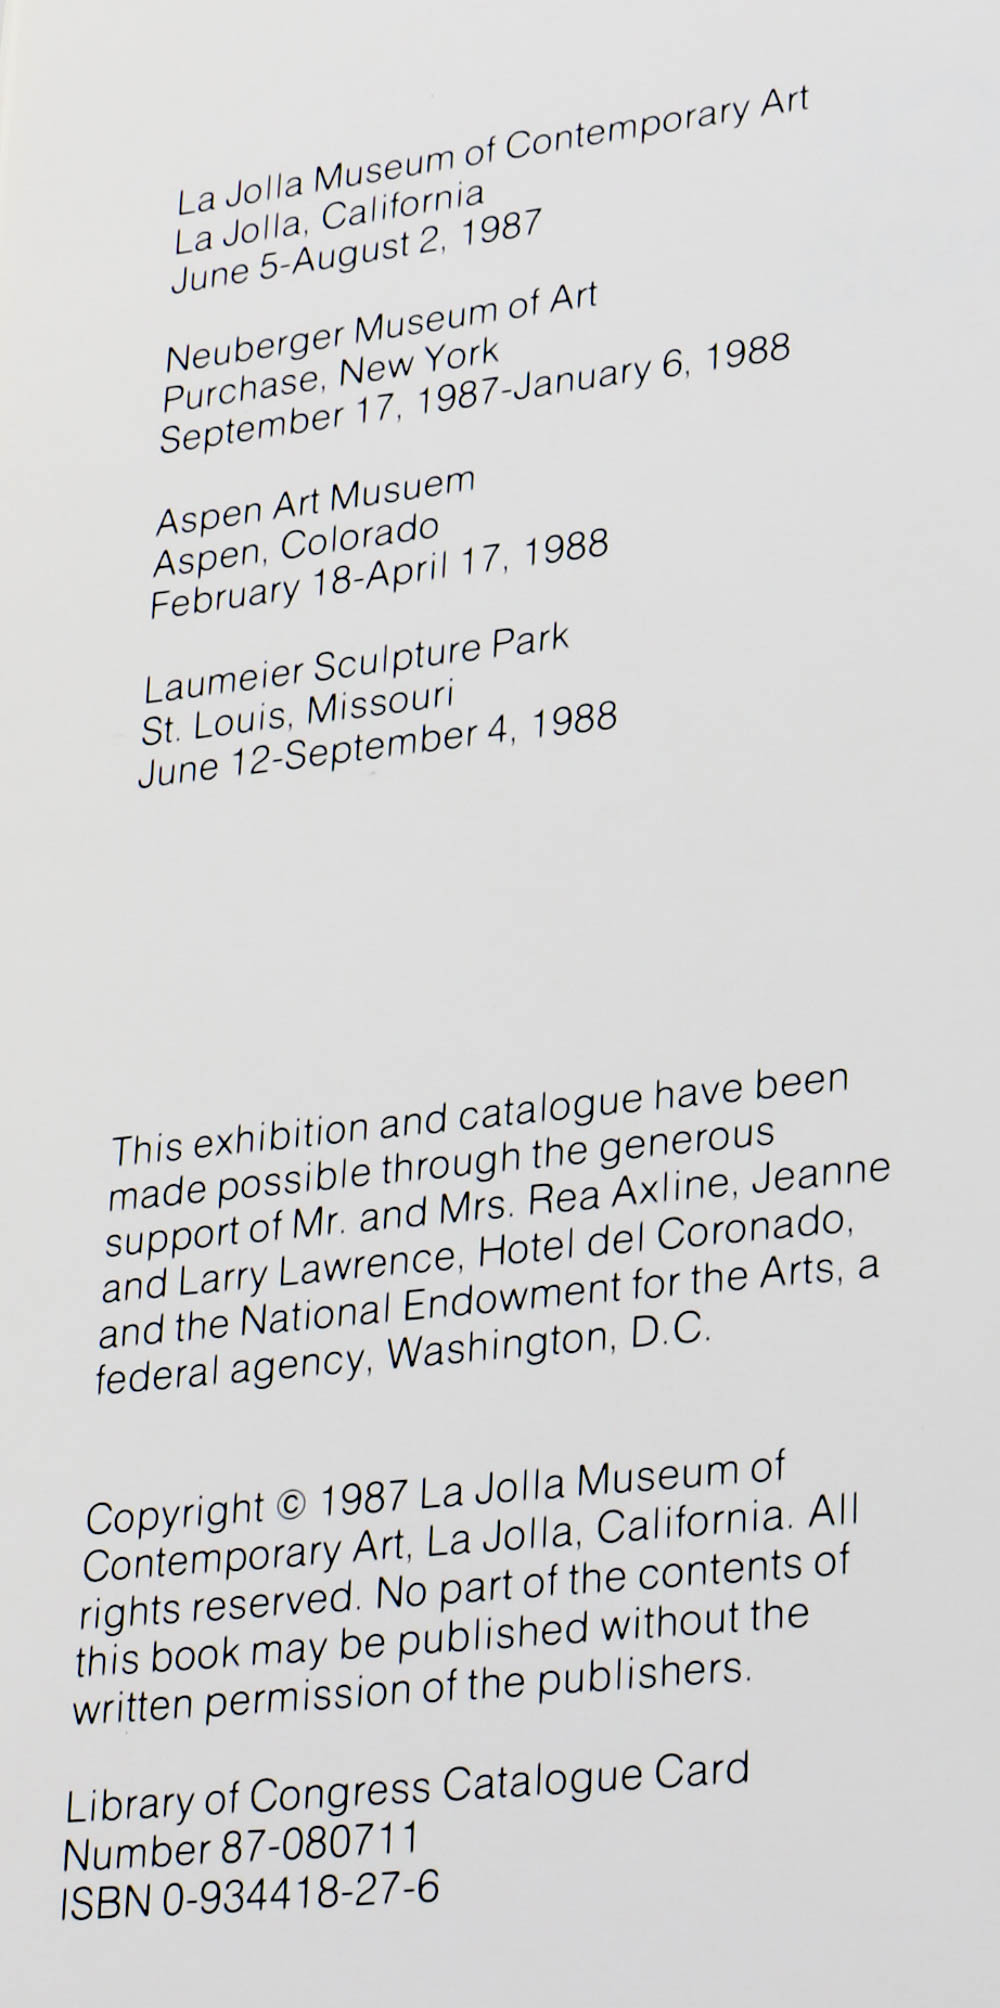 La Jolla Museum of Contemporary Art
La Jolla, California
June 5-August 2, 1987
Neuberger Museum of Art
Purchase, New York
September 17, 1987-January 6, 1988
Aspen Art Musuem
Aspen, Colorado
February 18-April 17, 1988
Laumeier Sculpture Park
St. Louis, Missouri
June 12-September 4, 1988
This exhibition and catalogue have been
made possible through the generous
support of Mr. and Mrs. Rea Axline, Jeanne
and Larry Lawrence, Hotel del Coronado,
and the National Endowment for the Arts, a
federal agency, Washington, D.C.
Copyright © 1987 La Jolla Museum of
Contemporary Art, La Jolla, California. All
rights reserved. No part of the contents of
this book may be published without the
written permission of the publishers.
Library of Congress Catalogue Card
Number 87-080711
ISBN 0-934418-27-6